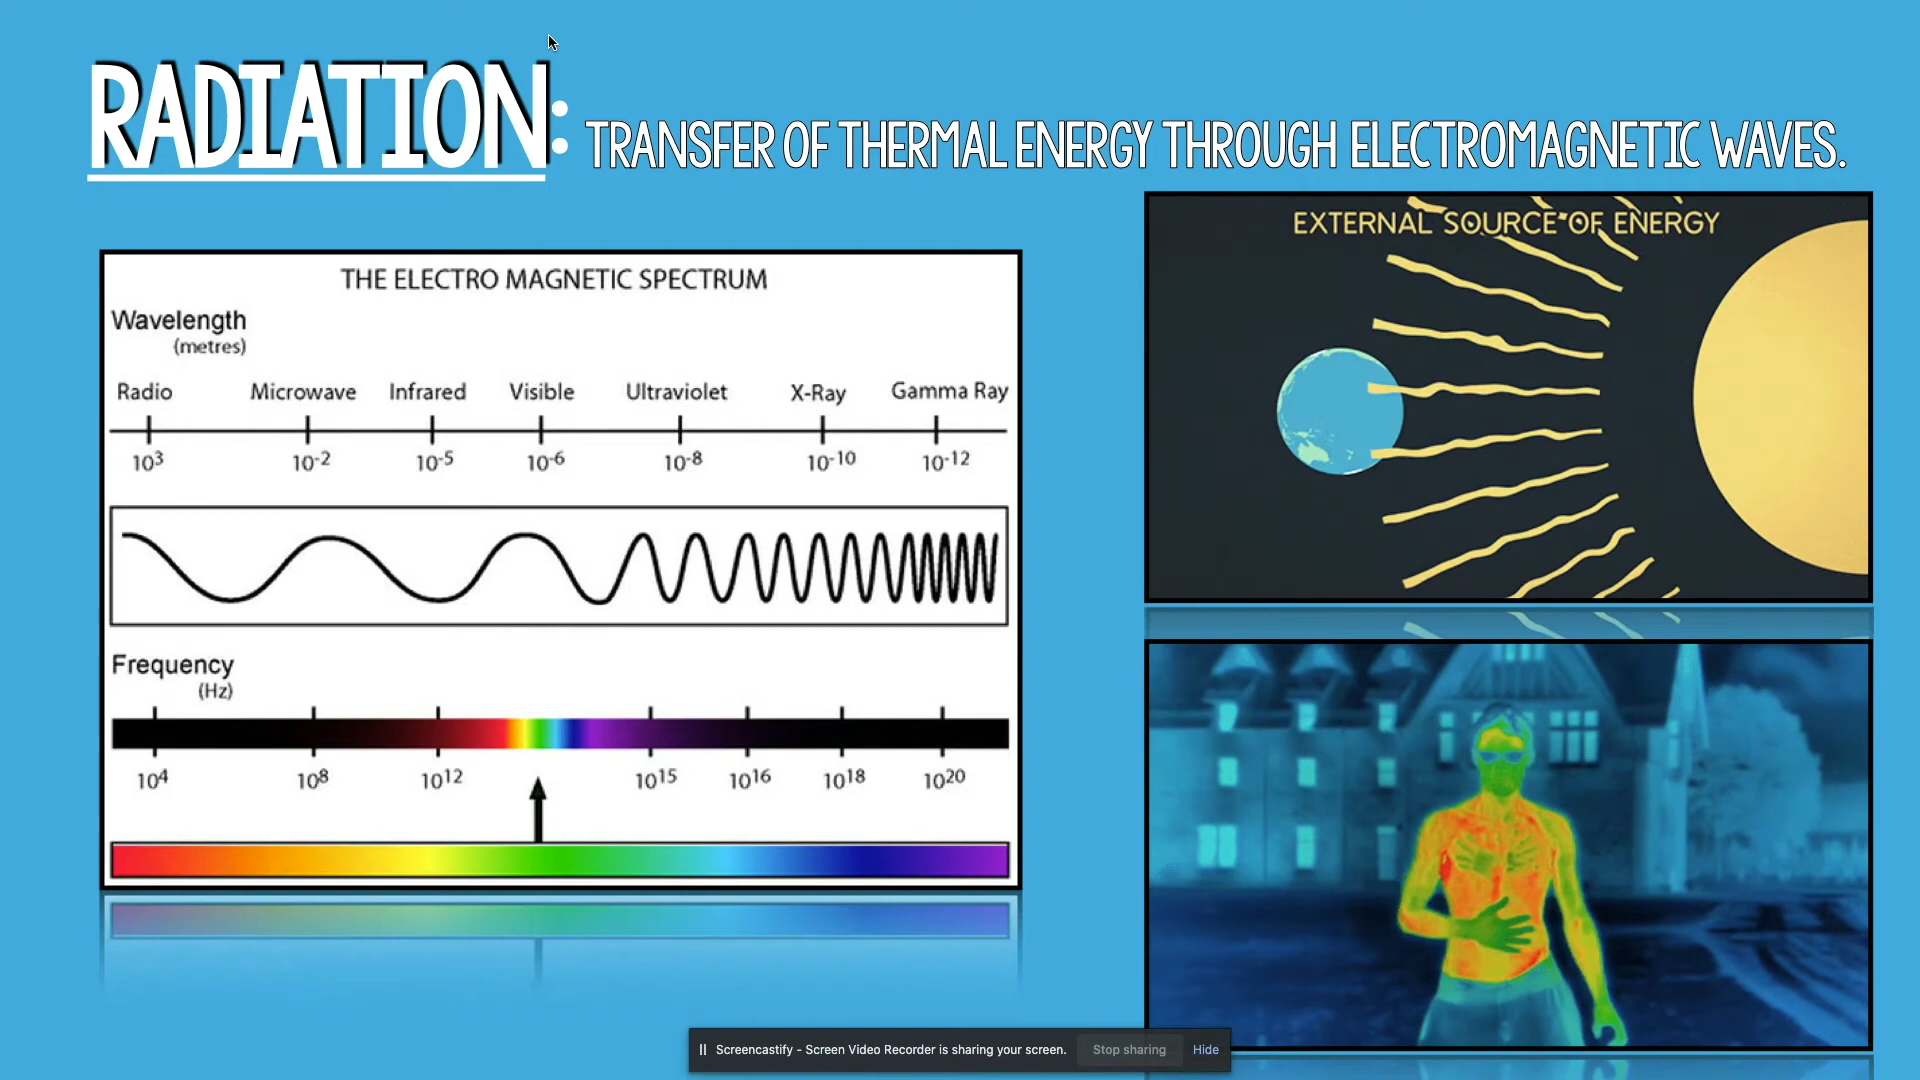 RADIATION: TRANSFER OF THERMAL ENERGY THROUGH ELECTROMAGNETIC WAVES.
THE ELECTRO MAGNETIC SPECTRUM
Wavelength
(metres)
Radio Microwave Infrared Visible Ultraviolet X-Ray Gamma Ray
10³ 10⁻² 10⁻⁵ 10⁻⁶ 10⁻⁸ 10⁻¹⁰ 10⁻¹²
Frequency
(Hz)
10⁴ 10⁸ 10¹² 10¹⁵ 10¹⁶ 10¹⁸ 10²⁰
EXTERNAL SOURCE OF ENERGY
Screencastify - Screen Video Recorder is sharing your screen. Stop sharing Hide